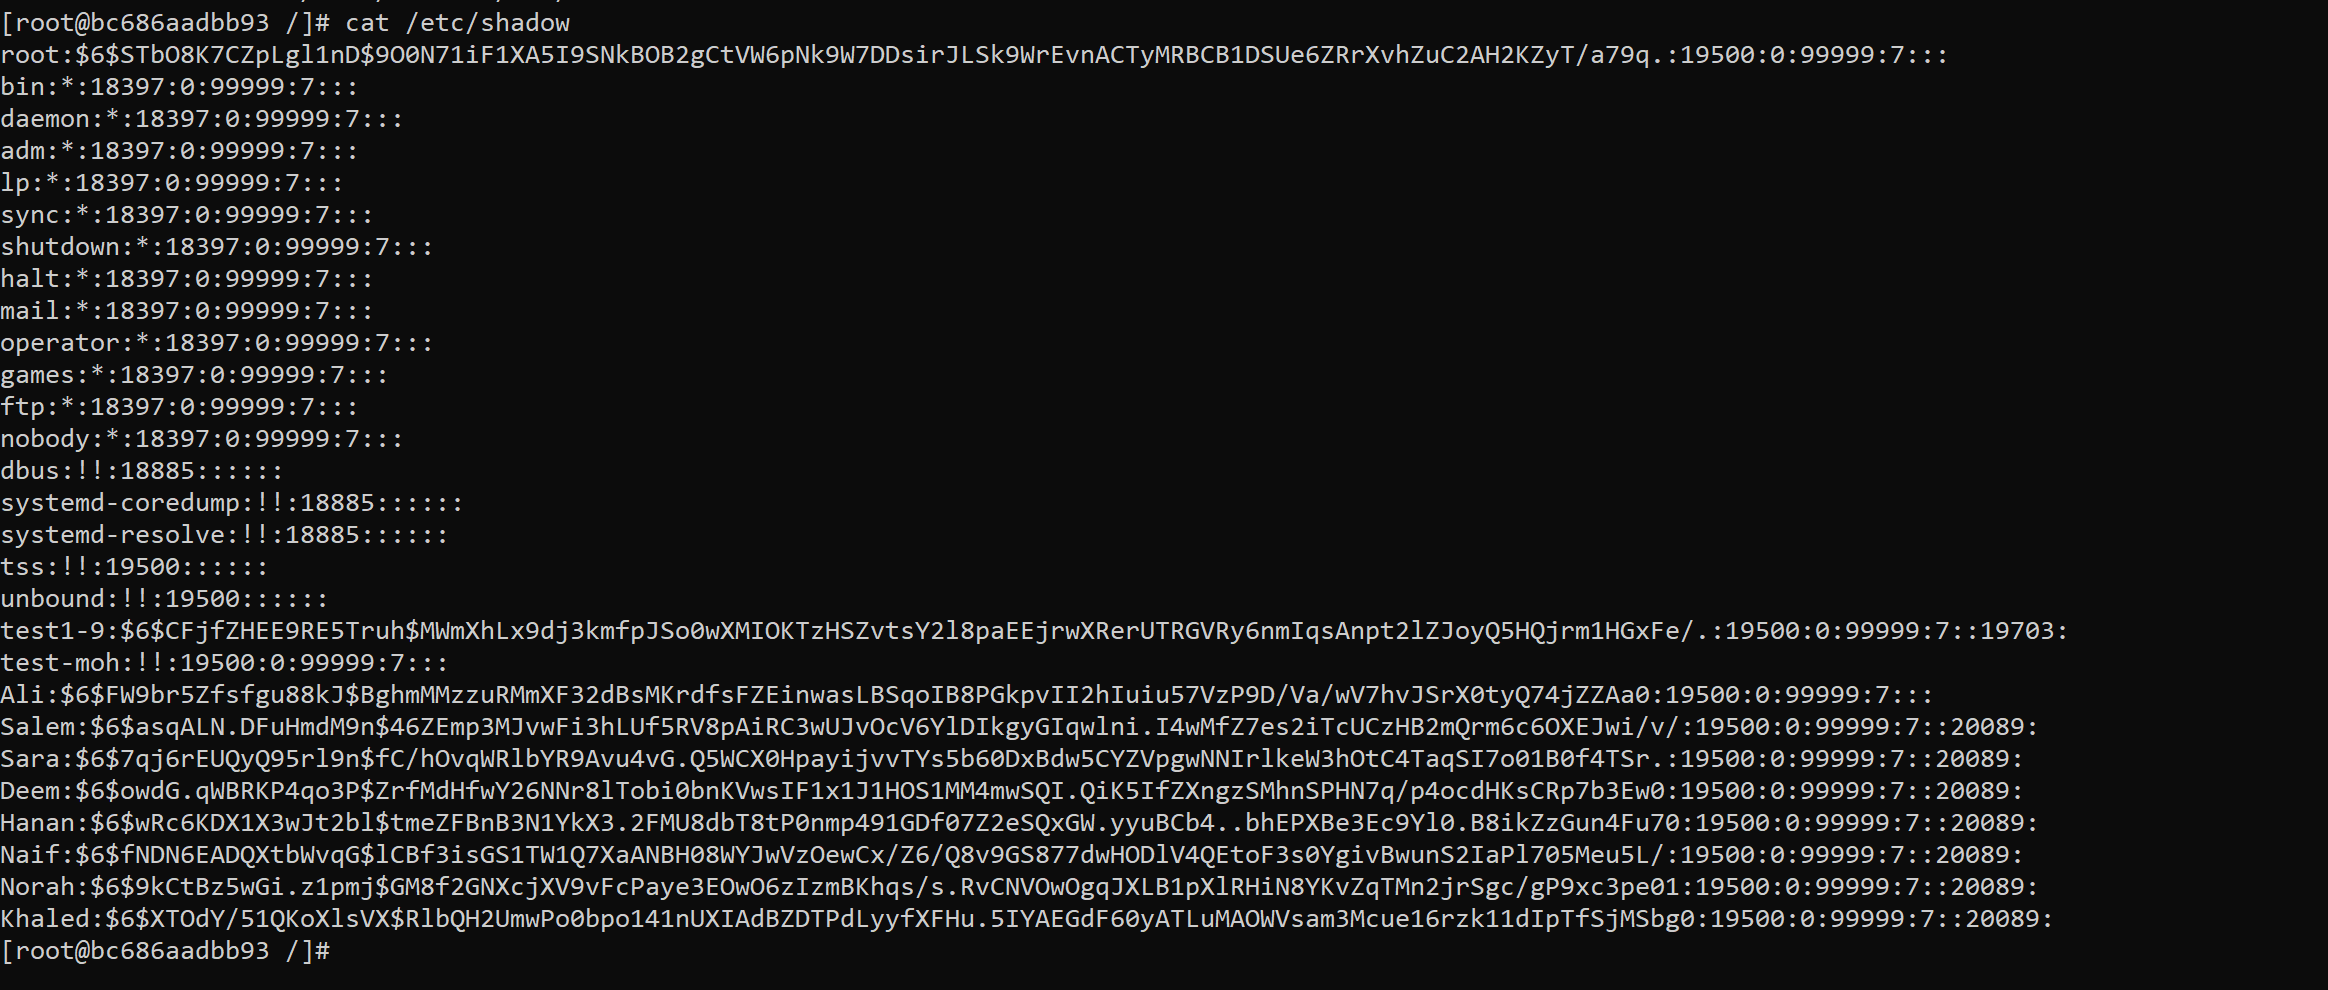 [root@bc686aadbb93 /]# cat /etc/shadow
root:$6$STbO8K7CZpLgl1nD$9O0N71iF1XA5I9SNkBOB2gCtVW6pNk9W7DDsirJLSk9WrEvnACTyMRBCB1DSUe6ZRrXvhZuC2AH2KZyT/a79q.:19500:0:99999:7:::
bin:*:18397:0:99999:7:::
daemon:*:18397:0:99999:7:::
adm:*:18397:0:99999:7:::
lp:*:18397:0:99999:7:::
sync:*:18397:0:99999:7:::
shutdown:*:18397:0:99999:7:::
halt:*:18397:0:99999:7:::
mail:*:18397:0:99999:7:::
operator:*:18397:0:99999:7:::
games:*:18397:0:99999:7:::
ftp:*:18397:0:99999:7:::
nobody:*:18397:0:99999:7:::
dbus:!!:18885::::::
systemd-coredump:!!:18885::::::
systemd-resolve:!!:18885::::::
tss:!!:19500::::::
unbound:!!:19500::::::
test1-9:$6$CFjfZHEE9RE5Truh$MWmXhLx9dj3kmfpJSo0wXMIOKTzHSZvtsY2l8paEEjrwXRerUTRGVRy6nmIqsAnpt2lZJoyQ5HQjrm1HGxFe/.:19500:0:99999:7::19703:
test-moh:!!:19500:0:99999:7:::
Ali:$6$FW9br5Zfsfgu88kJ$BghmMMzzuRMmXF32dBsMKrdfsFZEinwasLBSqoIB8PGkpvII2hIuiu57VzP9D/Va/wV7hvJSrX0tyQ74jZZAa0:19500:0:99999:7:::
Salem:$6$asqALN.DFuHmdM9n$46ZEmp3MJvwFi3hLUf5RV8pAiRC3wUJvOcV6YlDIkgyGIqwlni.I4wMfZ7es2iTcUCzHB2mQrm6c6OXEJwi/v/:19500:0:99999:7::20089:
Sara:$6$7qj6rEUQyQ95rl9n$fC/hOvqWRlbYR9Avu4vG.Q5WCX0HpayijvvTYs5b60DxBdw5CYZVpgwNNIrlkeW3hOtC4TaqSI7o01B0f4TSr.:19500:0:99999:7::20089:
Deem:$6$owdG.qWBRKP4qo3P$ZrfMdHfwY26NNr8lTobi0bnKVwsIF1x1J1HOS1MM4mwSQI.QiK5IfZXngzSMhnSPHN7q/p4ocdHKsCRp7b3Ew0:19500:0:99999:7::20089:
Hanan:$6$wRc6KDX1X3wJt2bl$tmeZFBnB3N1YkX3.2FMU8dbT8tP0nmp491GDf07Z2eSQxGW.yyuBCb4..bhEPXBe3Ec9Yl0.B8ikZzGun4Fu70:19500:0:99999:7::20089:
Naif:$6$fNDN6EADQXtbWvqG$lCBf3isGS1TW1Q7XaANBH08WYJwVzOewCx/Z6/Q8v9GS877dwHODlV4QEtoF3s0YgivBwunS2IaPl705Meu5L/:19500:0:99999:7::20089:
Norah:$6$9kCtBz5wGi.z1pmj$GM8f2GNXcjXV9vFcPaye3EOwO6zIzmBKhqs/s.RvCNVOwOgqJXLB1pXlRHiN8YKvZqTMn2jrSgc/gP9xc3pe01:19500:0:99999:7::20089:
Khaled:$6$XTOdY/51QKoXlsVX$RlbQH2UmwPo0bpo141nUXIAdBZDTPdLyyfXFHu.5IYAEGdF60yATLuMAOWVsam3Mcue16rzk11dIpTfSjMSbg0:19500:0:99999:7::20089:
[root@bc686aadbb93 /]#